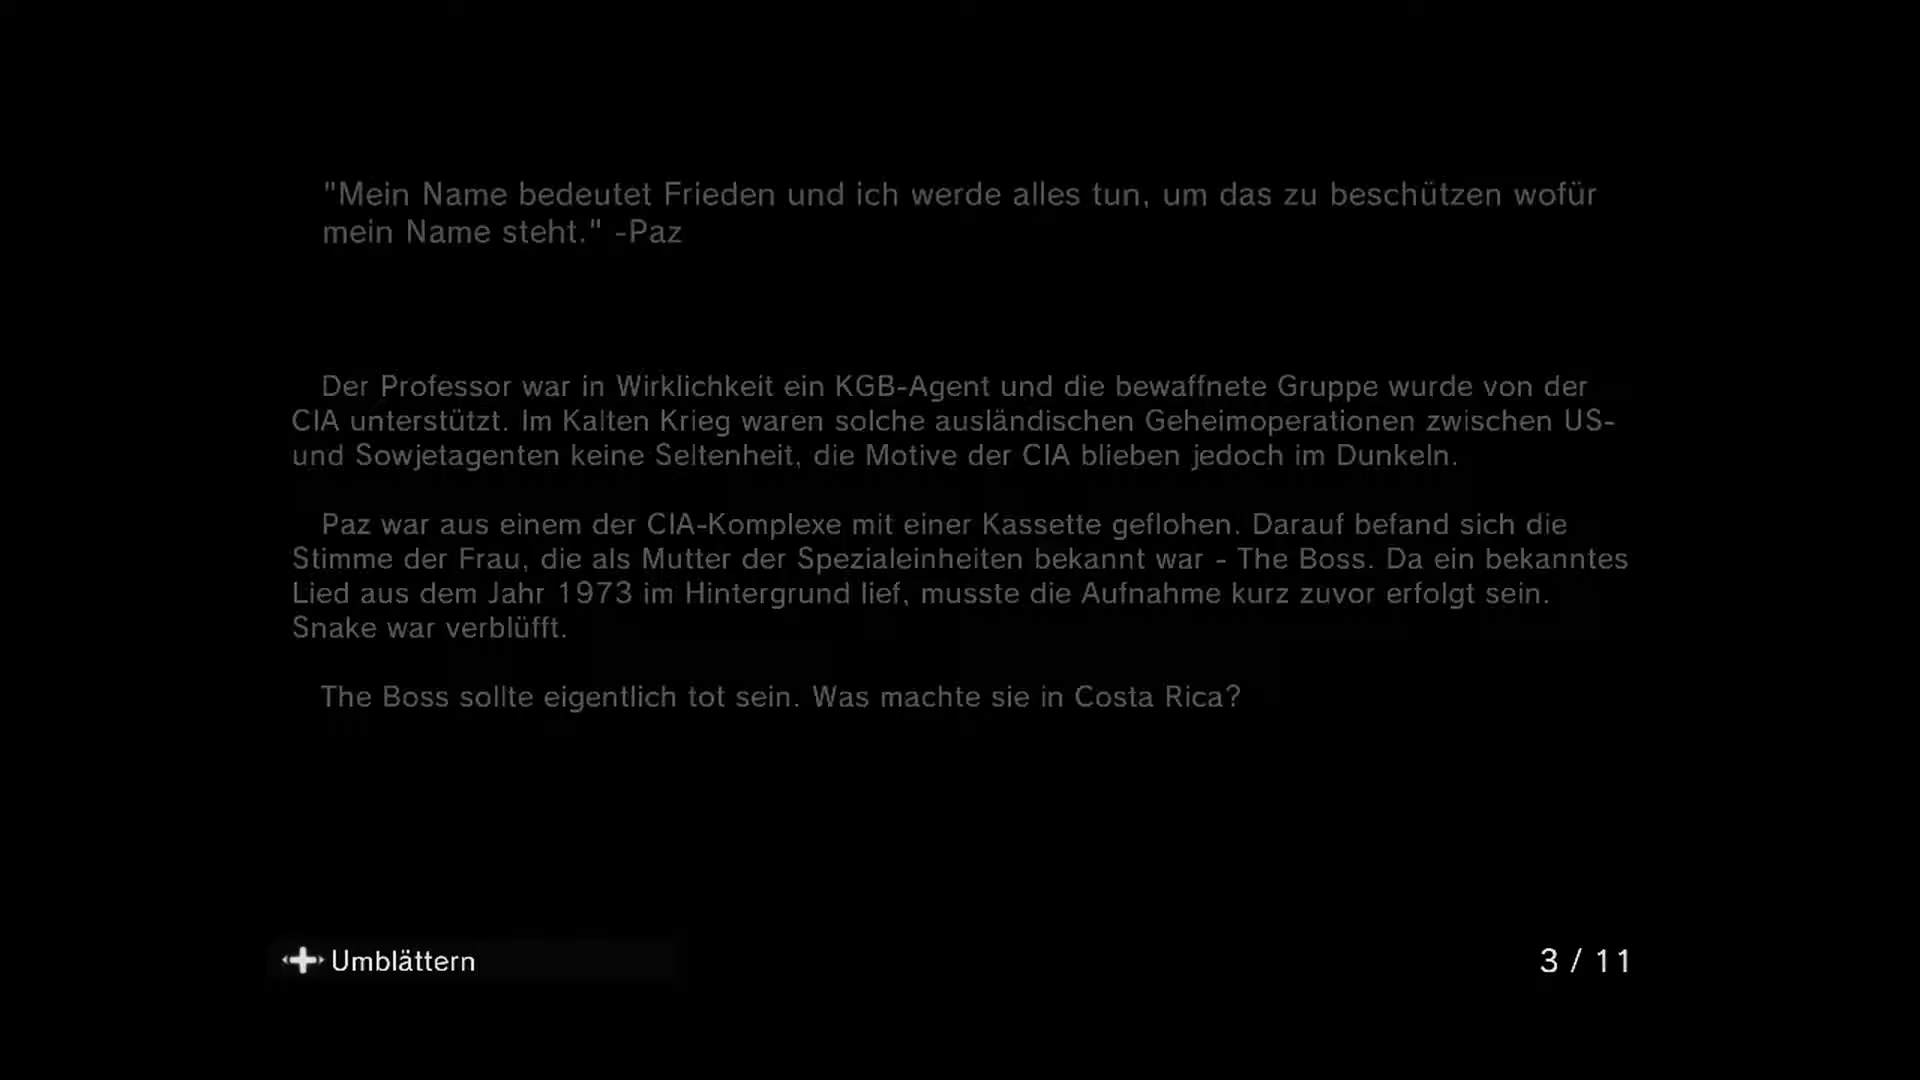 "Mein Name bedeutet Frieden und ich werde alles tun, um das zu beschützen wofür
mein Name steht." -Paz
Der Professor war in Wirklichkeit ein KGB-Agent und die bewaffnete Gruppe wurde von der
CIA unterstützt. Im Kalten Krieg waren solche ausländischen Geheimoperationen zwischen US-
und Sowjetagenten keine Seltenheit, die Motive der CIA blieben jedoch im Dunkeln.
Paz war aus einem der CIA-Komplexe mit einer Kassette geflohen. Darauf befand sich die
Stimme der Frau, die als Mutter der Spezialeinheiten bekannt war - The Boss. Da ein bekanntes
Lied aus dem Jahr 1973 im Hintergrund lief, musste die Aufnahme kurz zuvor erfolgt sein.
Snake war verblüfft.
The Boss sollte eigentlich tot sein. Was machte sie in Costa Rica?
Umblättern
3 / 11